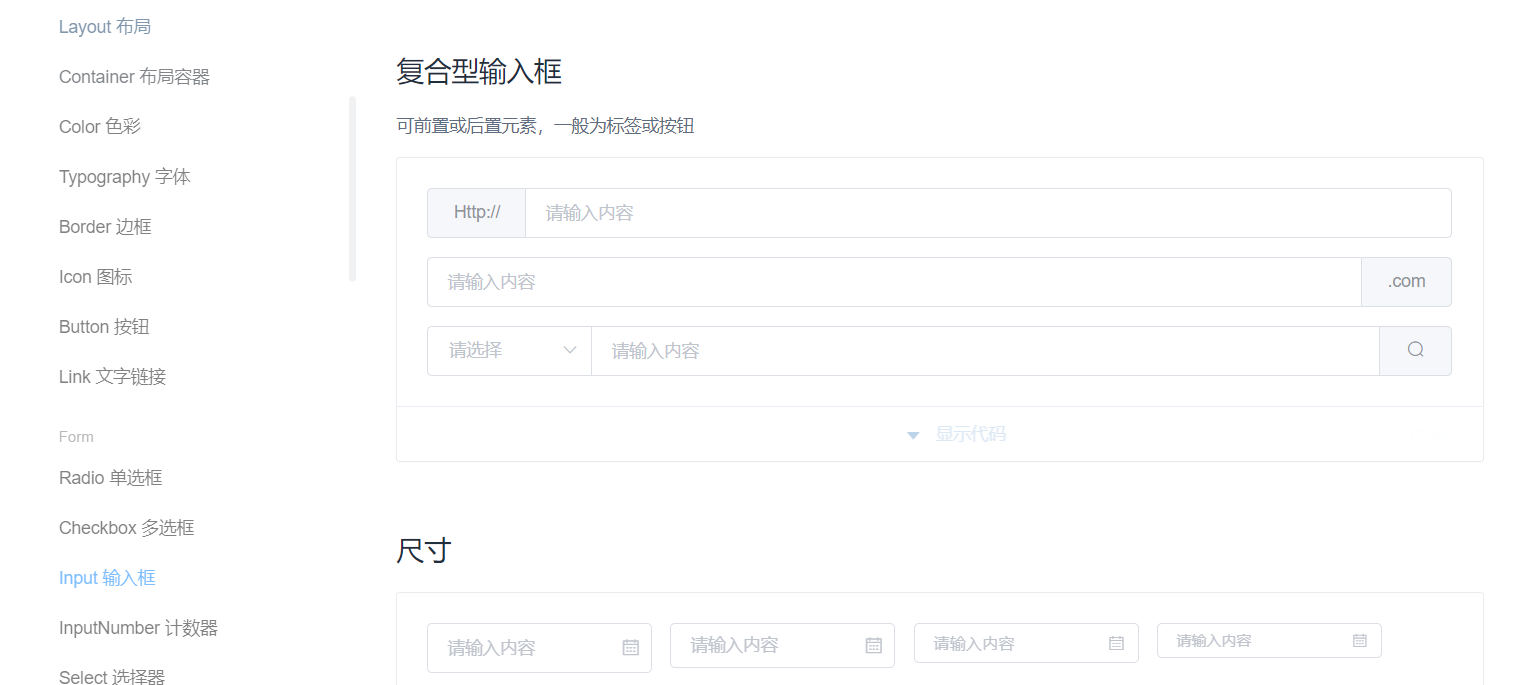 Layout 布局
Container 布局容器
Color 色彩
Typography 字体
Border 边框
Icon 图标
Button 按钮
Link 文字链接
Form
Radio 单选框
Checkbox 多选框
Input 输入框
InputNumber 计数器
Select 选择器
复合型输入框
可前置或后置元素，一般为标签或按钮
Http:// 请输入内容
请输入内容 .com
请选择 请输入内容
显示代码
尺寸
请输入内容 请输入内容 请输入内容 请输入内容